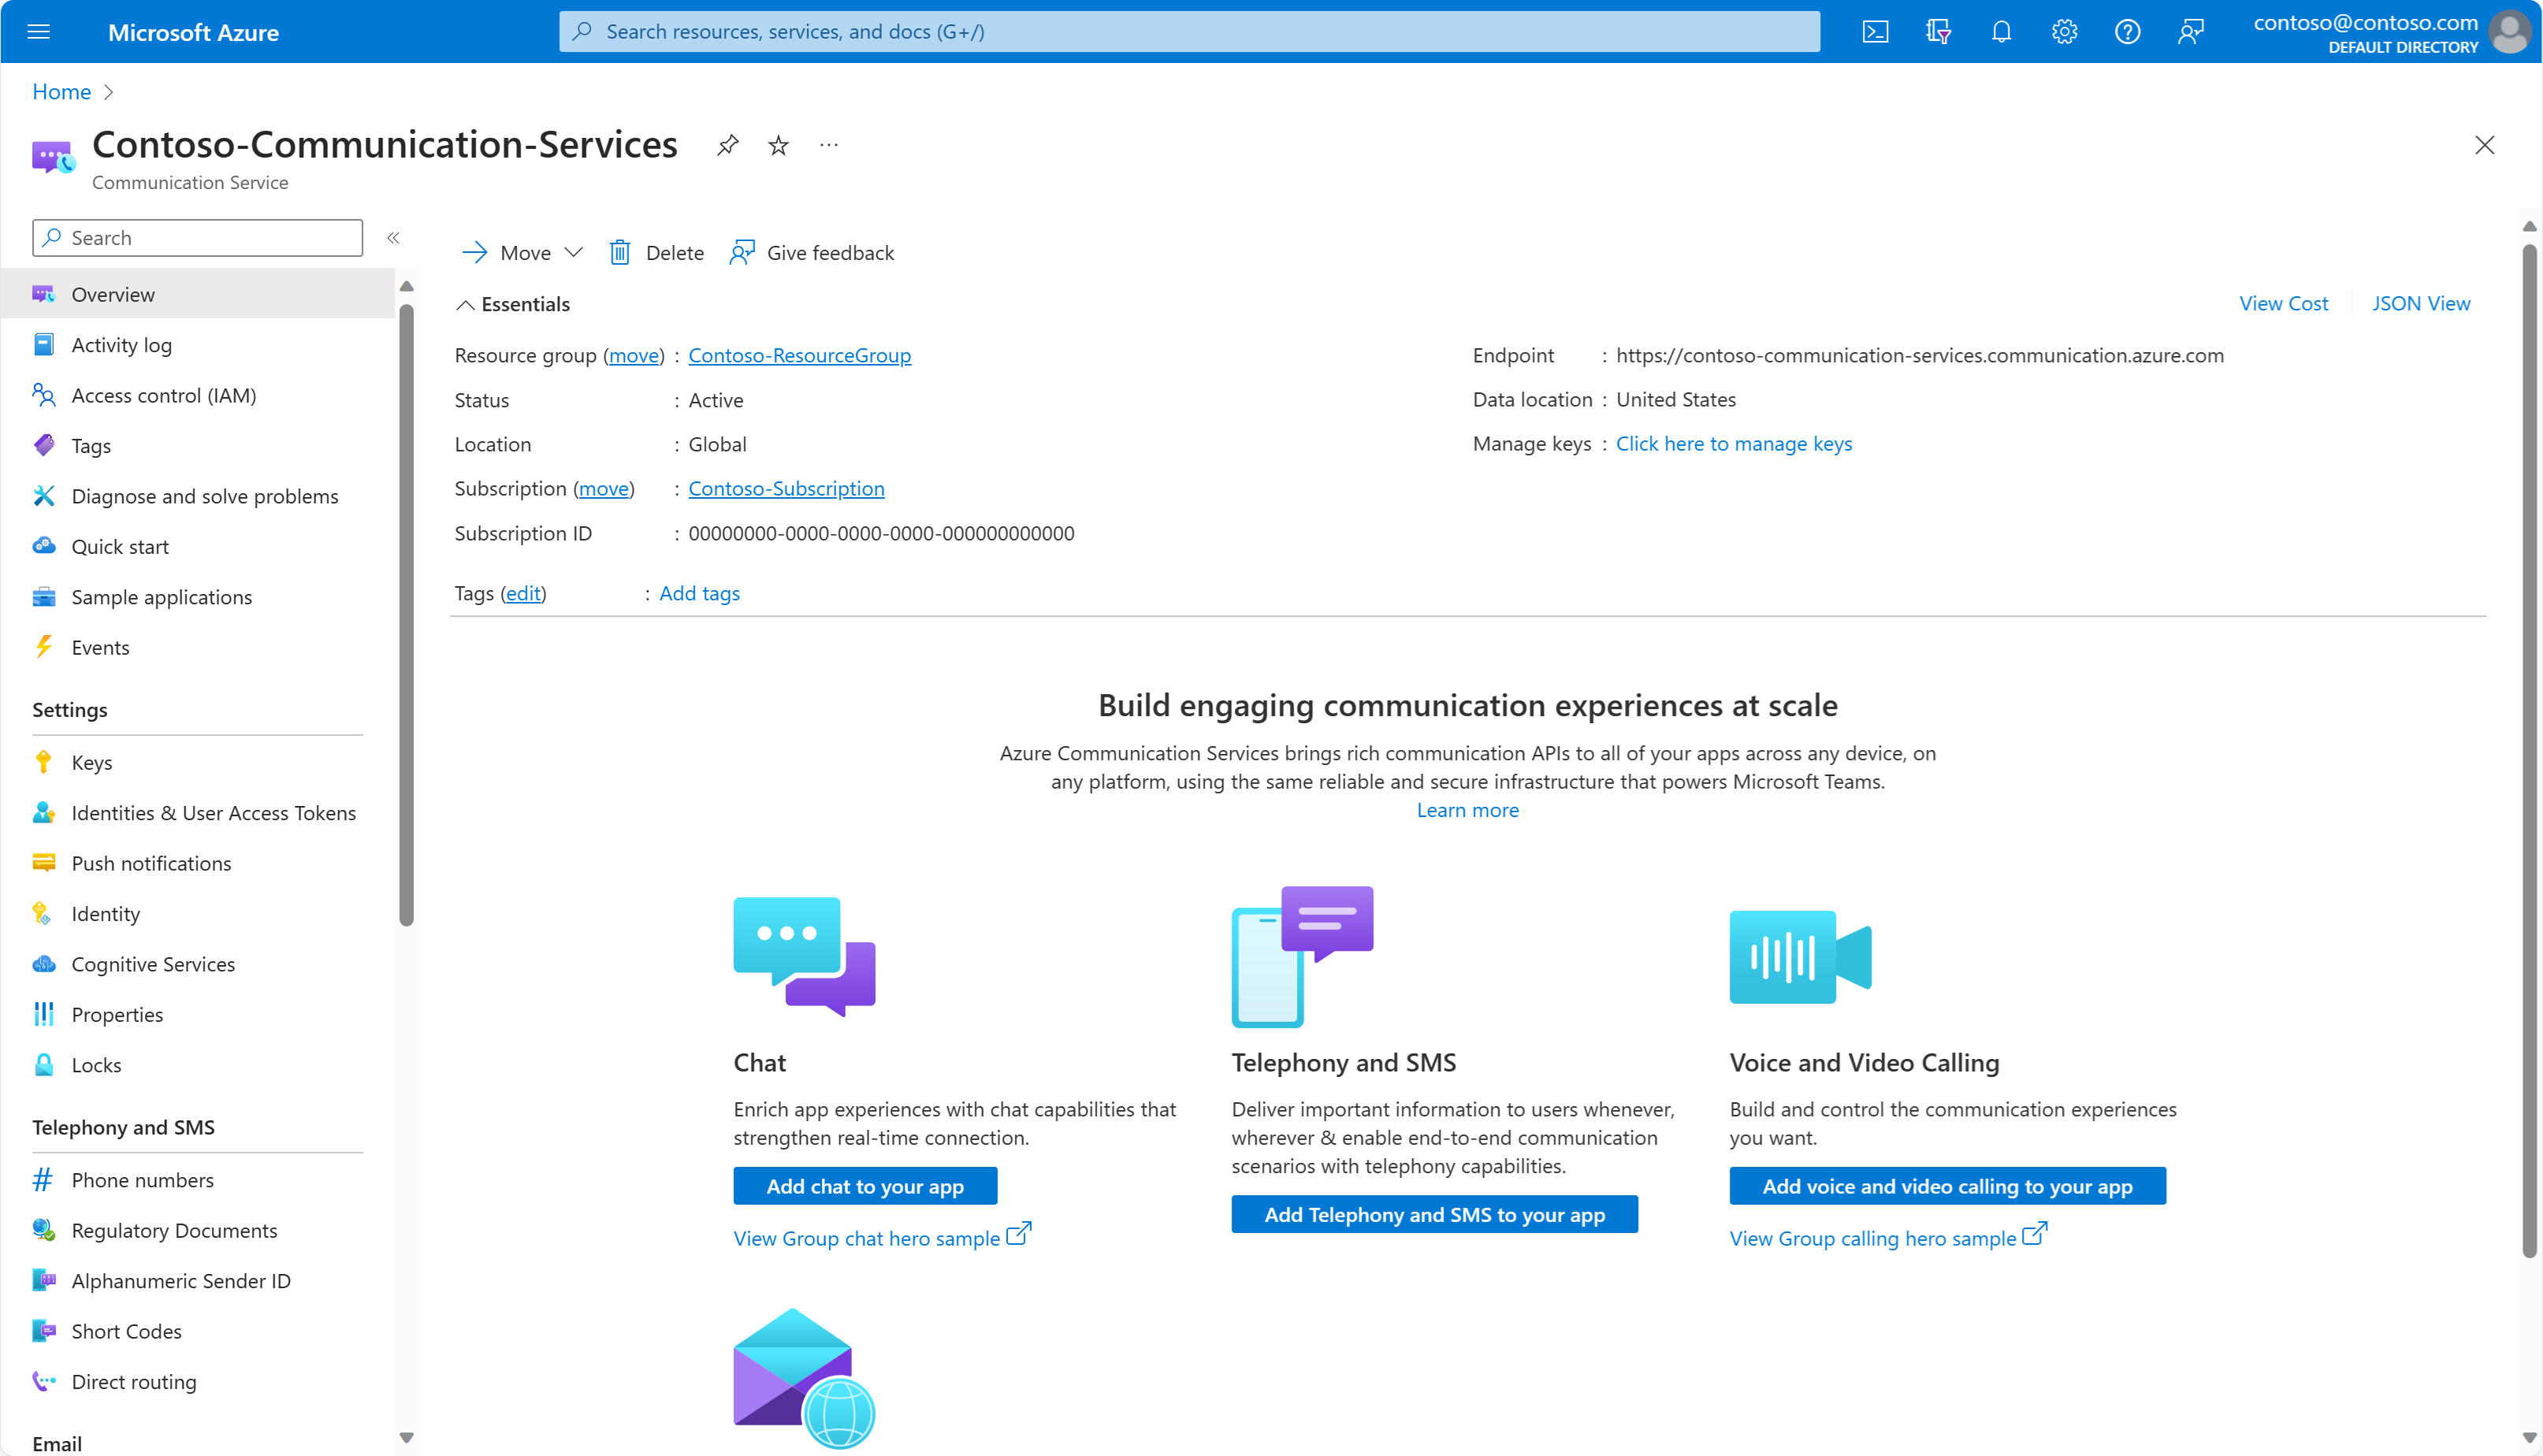 Microsoft Azure
Search resources, services, and docs (G+/)
contoso@contoso.com
DEFAULT DIRECTORY
Home
Contoso-Communication-Services
Communication Service
Search
Overview
Activity log
Access control (IAM)
Tags
Diagnose and solve problems
Quick start
Sample applications
Events
Settings
Keys
Identities & User Access Tokens
Push notifications
Identity
Cognitive Services
Properties
Locks
Telephony and SMS
Phone numbers
Regulatory Documents
Alphanumeric Sender ID
Short Codes
Direct routing
Email
Move
Delete
Give feedback
Essentials
View Cost
JSON View
Resource group (move) : Contoso-ResourceGroup
Status : Active
Location : Global
Subscription (move) : Contoso-Subscription
Subscription ID : 00000000-0000-0000-0000-000000000000
Endpoint : https://contoso-communication-services.communication.azure.com
Data location : United States
Manage keys : Click here to manage keys
Tags (edit) : Add tags
Build engaging communication experiences at scale
Azure Communication Services brings rich communication APIs to all of your apps across any device, on
any platform, using the same reliable and secure infrastructure that powers Microsoft Teams.
Learn more
Chat
Enrich app experiences with chat capabilities that
strengthen real-time connection.
Add chat to your app
View Group chat hero sample
Telephony and SMS
Deliver important information to users whenever,
wherever & enable end-to-end communication
scenarios with telephony capabilities.
Add Telephony and SMS to your app
Voice and Video Calling
Build and control the communication experiences
you want.
Add voice and video calling to your app
View Group calling hero sample